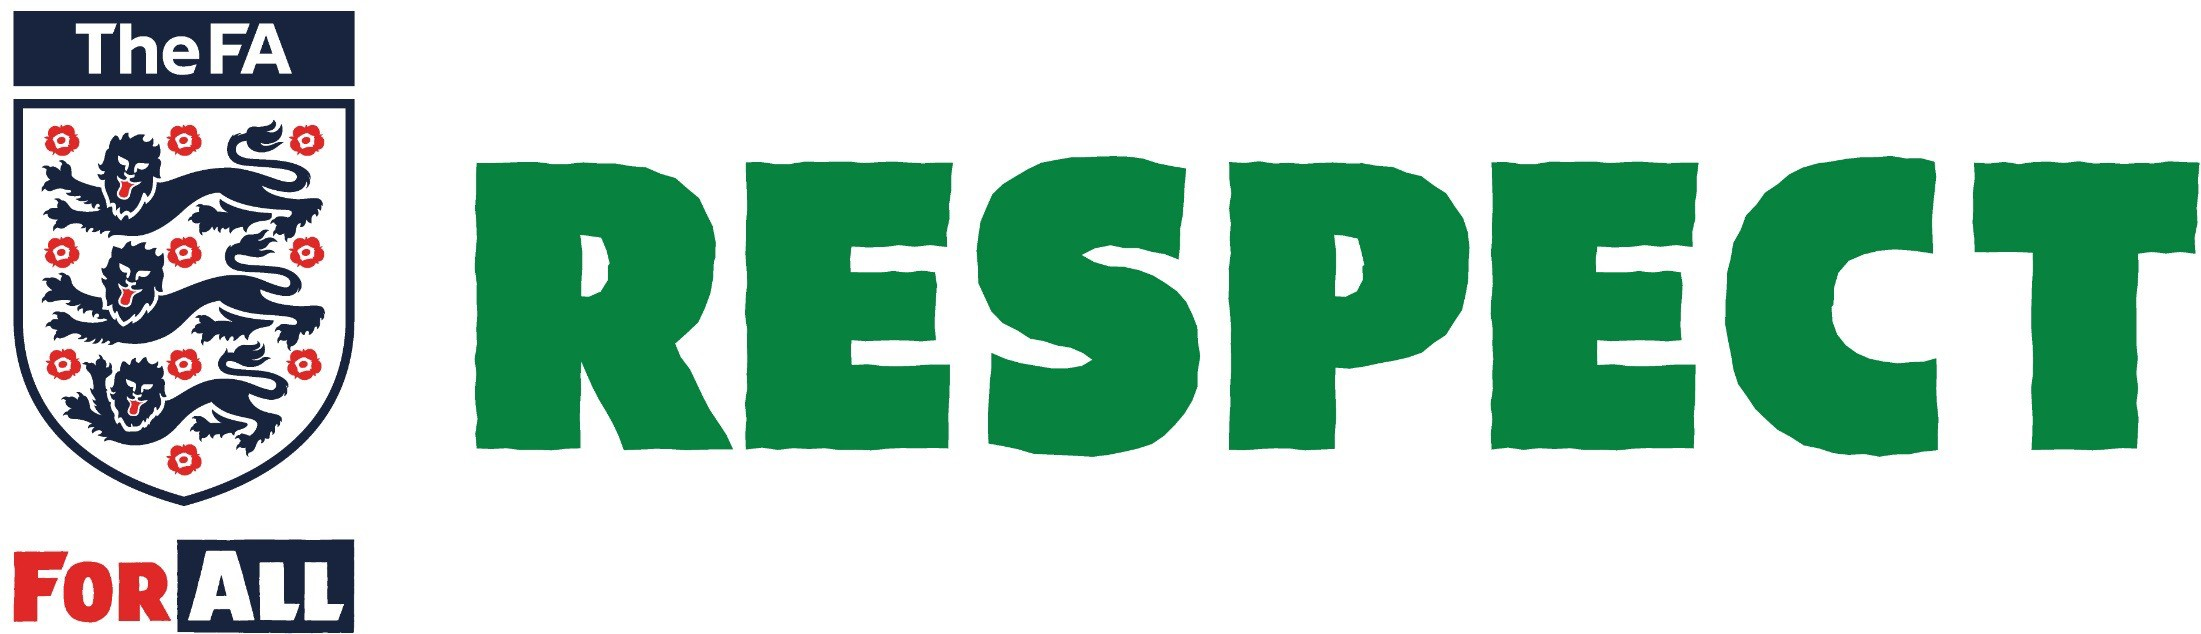 The FA
RESPECT
FOR ALL